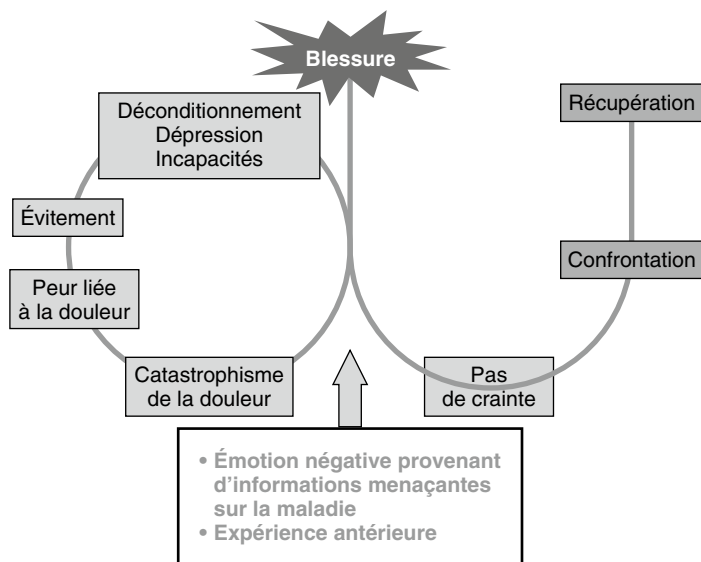 Blessure
Déconditionnement
Dépression
Incapacités
Évitement
Peur liée
à la douleur
Catastrophisme
de la douleur
Récupération
Confrontation
Pas
de crainte
• Émotion négative provenant
d'informations menaçantes
sur la maladie
• Expérience antérieure